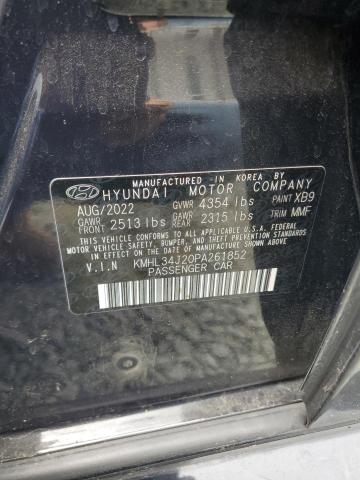 MANUFACTURED IN KOREA BY
HYUNDAI MOTOR COMPANY
AUG/2022 GVWR 4354 lbs PAINT XB9
GAWR FRONT 2513 lbs GAWR REAR 2315 lbs TRIM MMF
THIS VEHICLE CONFORMS TO ALL APPLICABLE U.S.A. FEDERAL
MOTOR VEHICLE SAFETY, BUMPER, AND THEFT PREVENTION STANDARDS
IN EFFECT ON THE DATE OF MANUFACTURE SHOWN ABOVE.
V.I.N KMHL34J20PA261852
PASSENGER CAR